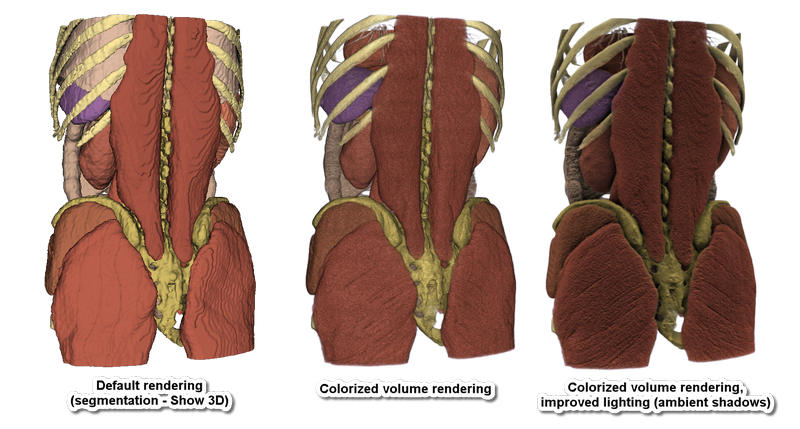 Default rendering
(segmentation - Show 3D)
Colorized volume rendering
Colorized volume rendering,
improved lighting (ambient shadows)